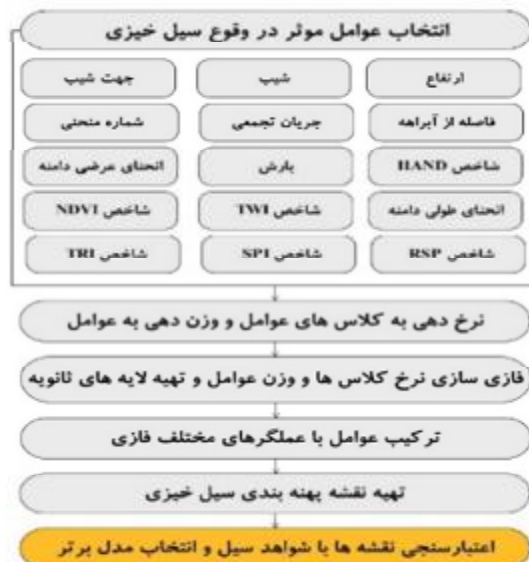 انتخاب عوامل موثر در وقوع سیل خیزی
ارتفاع شیب جهت شیب
فاصله از آبراهه جریان تجمعی شماره منحنی
شاخص HAND بارش انحنای عرضی دامنه
انحنای طولی دامنه شاخص TWI شاخص NDVI
شاخص RSP شاخص SPI شاخص TRI
نرخ دهی به کلاس های عوامل و وزن دهی به عوامل
فازی سازی نرخ کلاس ها و وزن عوامل و تهیه لایه های ثانویه
ترکیب عوامل با عملگرهای مختلف فازی
تهیه نقشه پهنه بندی سیل خیزی
اعتبارسنجی نقشه ها با شواهد سیل و انتخاب مدل برتر